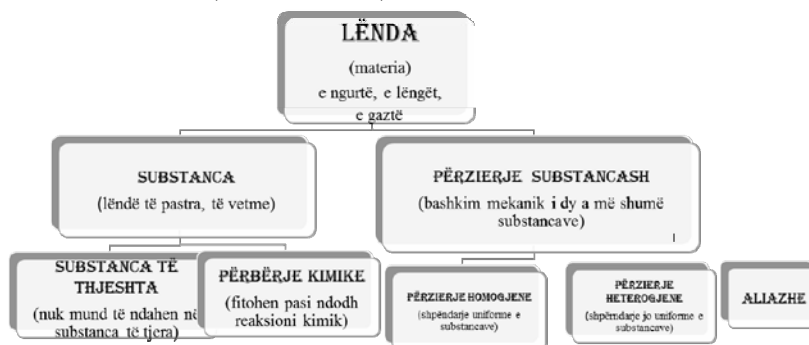 LËNDA
(materia)
e ngurtë, e lëngët,
e gaztë
SUBSTANCA
(lëndë të pastra, të vetme)
PËRZIERJE SUBSTANCASH
(bashkim mekanik i dy a më shumë
substancave)
SUBSTANCA TË
THJESHTA
(nuk mund të ndahen në
substanca të tjera)
PËRBËRJE KIMIKE
(fitohen pasi ndodh
reaksioni kimik)
PËRZIERJE HOMOGJENE
(shpëndarje uniforme e
substancave)
PËRZIERJE
HETEROGJENE
(shpërndarje jo uniforme e
substancave)
ALIAZHE